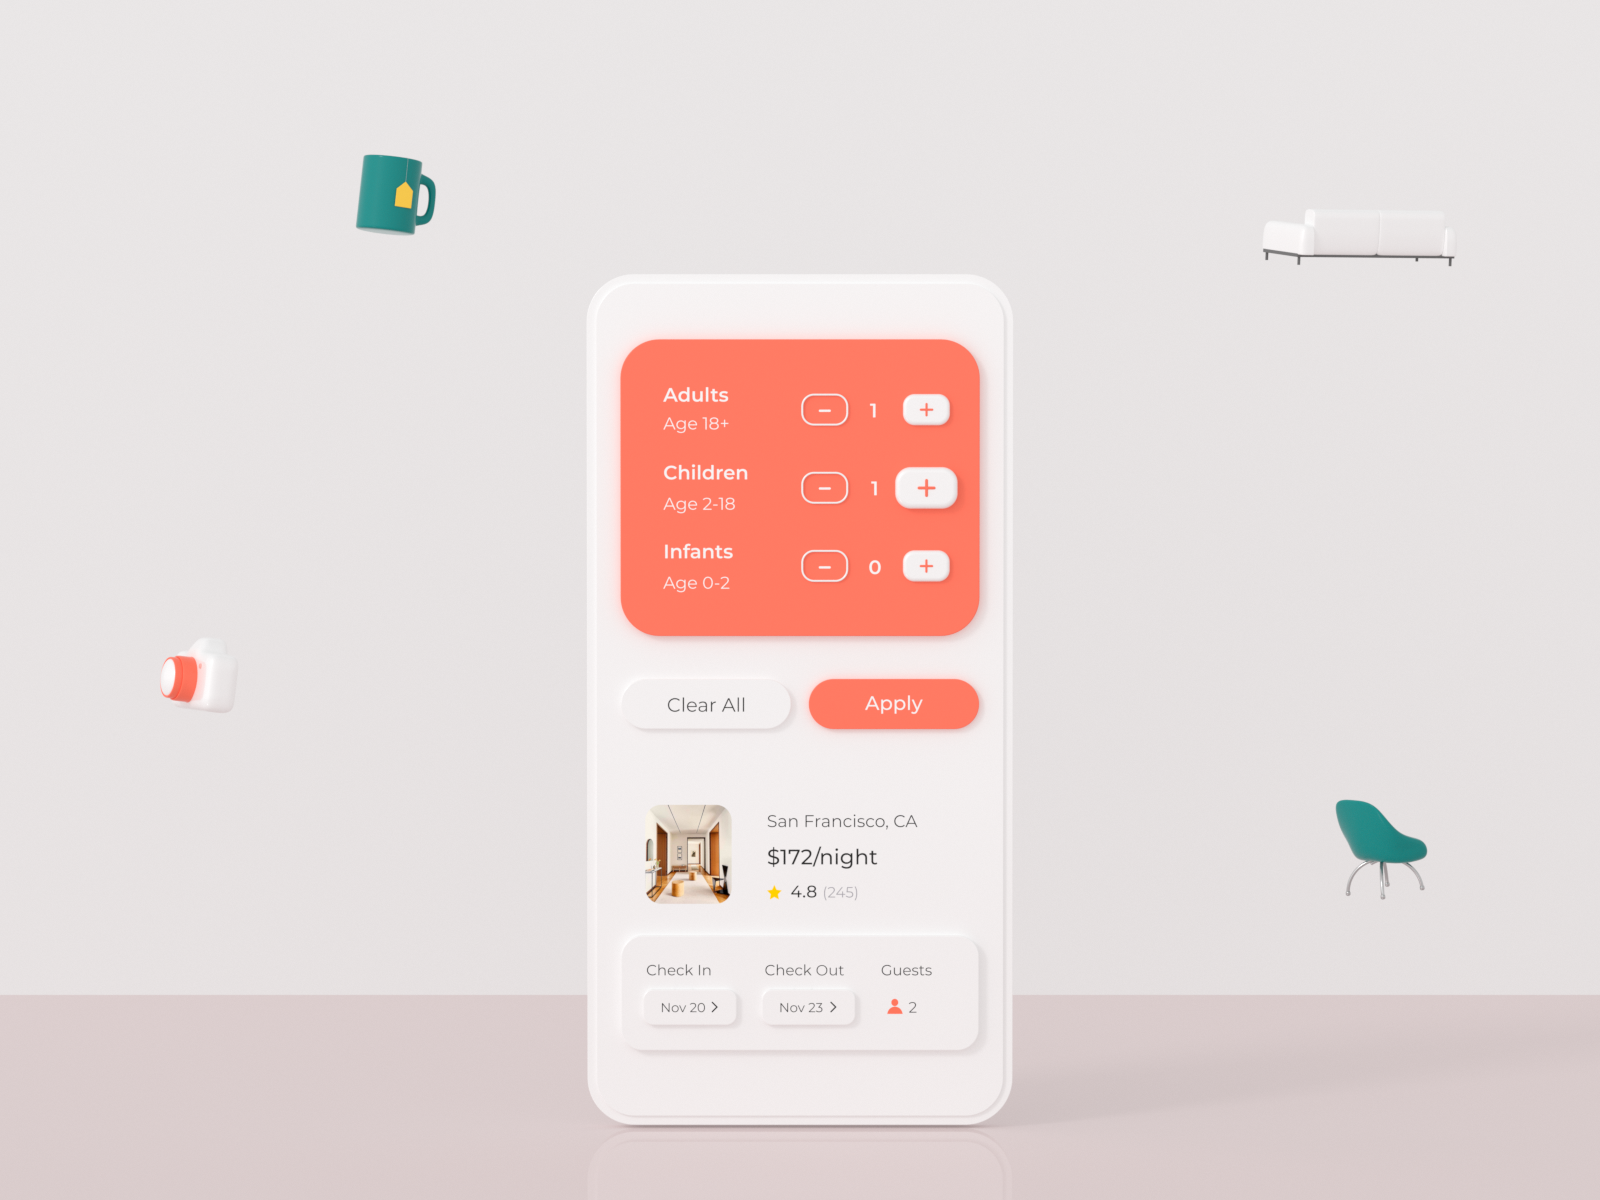 Adults
Age 18+
− 1 +
Children
Age 2-18
− 1 +
Infants
Age 0-2
− 0 +
Clear All
Apply
San Francisco, CA
$172/night
4.8 (245)
Check In
Check Out
Guests
Nov 20 >
Nov 23 >
2